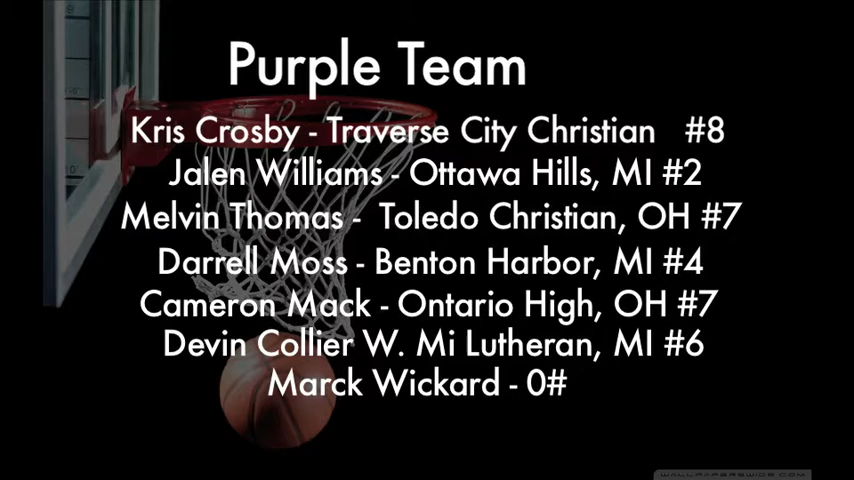 Purple Team
Kris Crosby - Traverse City Christian #8
Jalen Williams - Ottawa Hills, MI #2
Melvin Thomas - Toledo Christian, OH #7
Darrell Moss - Benton Harbor, MI #4
Cameron Mack - Ontario High, OH #7
Devin Collier W. Mi Lutheran, MI #6
Marck Wickard - 0#
WALLPAPERSWIDE.COM